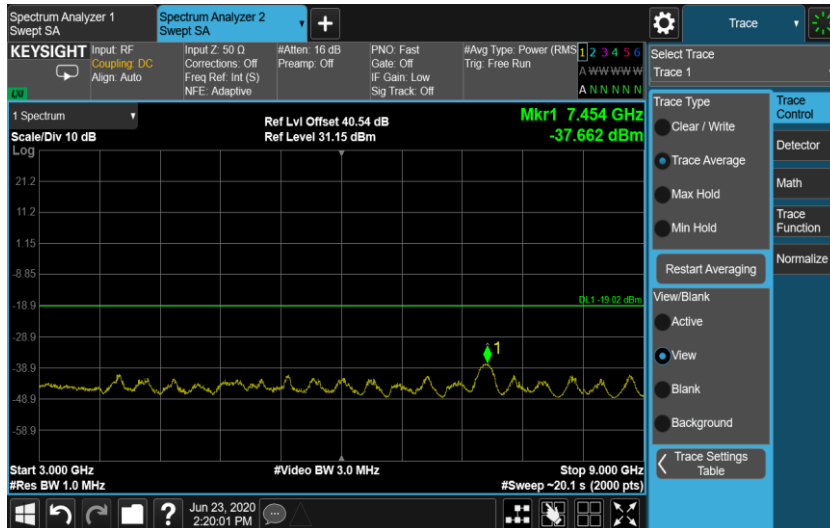 Spectrum Analyzer 1
Swept SA
Spectrum Analyzer 2
Swept SA
Trace
KEYSIGHT
Input: RF
Coupling: DC
Align: Auto
Input Z: 50 Ω
Corrections: Off
Freq Ref: Int (S)
NFE: Adaptive
#Atten: 16 dB
Preamp: Off
PNO: Fast
Gate: Off
IF Gain: Low
Sig Track: Off
#Avg Type: Power (RMS
Trig: Free Run
1 2 3 4 5 6
A W W W W W
A N N N N N
LXI
Select Trace
Trace 1
1 Spectrum
Scale/Div 10 dB
Log
Ref Lvl Offset 40.54 dB
Ref Level 31.15 dBm
Mkr1 7.454 GHz
-37.662 dBm
21.2
11.2
1.15
-8.85
-18.9
-28.9
-38.9
-48.9
-58.9
DL1 -19.02 dBm
1
Start 3.000 GHz
#Res BW 1.0 MHz
#Video BW 3.0 MHz
Stop 9.000 GHz
#Sweep ~20.1 s (2000 pts)
Trace Type
Clear / Write
Trace Average
Max Hold
Min Hold
Restart Averaging
View/Blank
Active
View
Blank
Background
Trace Settings
Table
Trace
Control
Detector
Math
Trace
Function
Normalize
?
Jun 23, 2020
2:20:01 PM